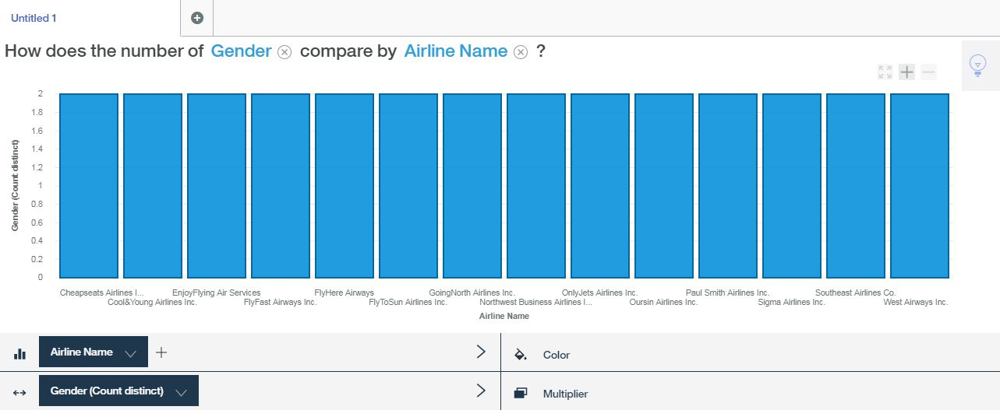 Untitled 1
How does the number of Gender compare by Airline Name ?
2
1.8
1.6
1.4
1.2
1
0.8
0.6
0.4
0.2
0
Gender (Count distinct)
Cheapseats Airlines I... EnjoyFlying Air Services FlyHere Airways GoingNorth Airlines Inc. OnlyJets Airlines Inc. Paul Smith Airlines Inc. Southeast Airlines Co.
Cool&Young Airlines Inc. FlyFast Airways Inc. FlyToSun Airlines Inc. Northwest Business Airlines I... Oursin Airlines Inc. Sigma Airlines Inc. West Airways Inc.
Airline Name
Airline Name
Color
Gender (Count distinct)
Multiplier